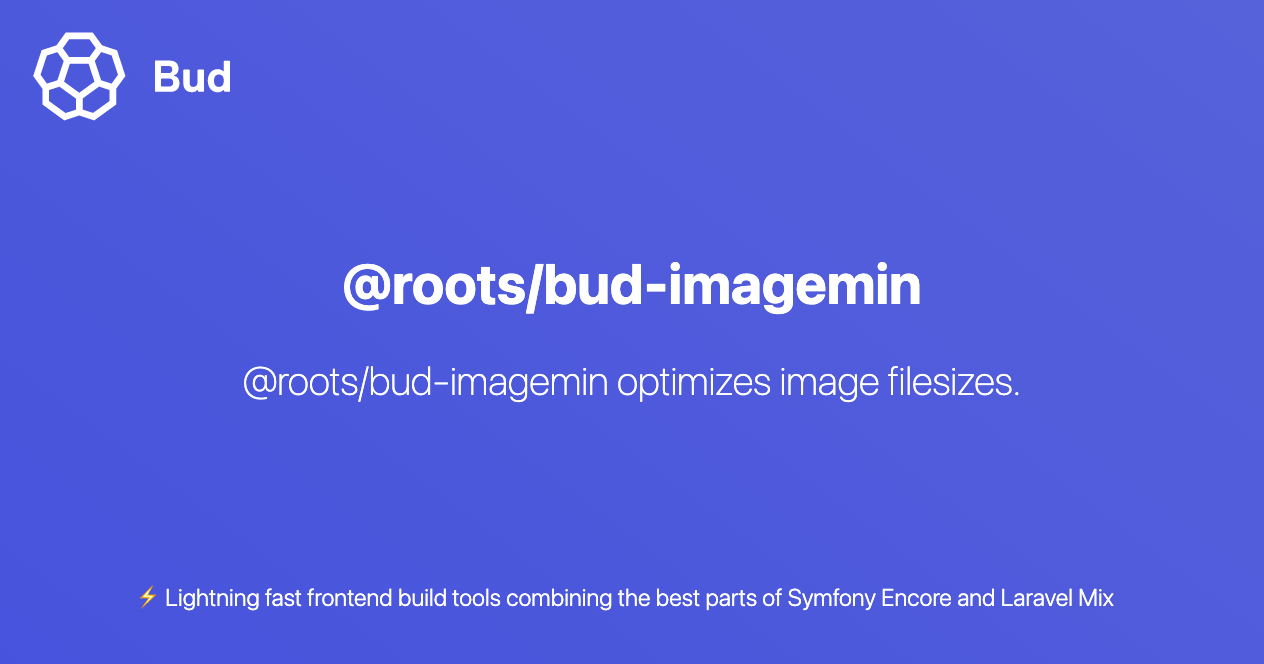 Bud
@roots/bud-imagemin
@roots/bud-imagemin optimizes image filesizes.
⚡ Lightning fast frontend build tools combining the best parts of Symfony Encore and Laravel Mix